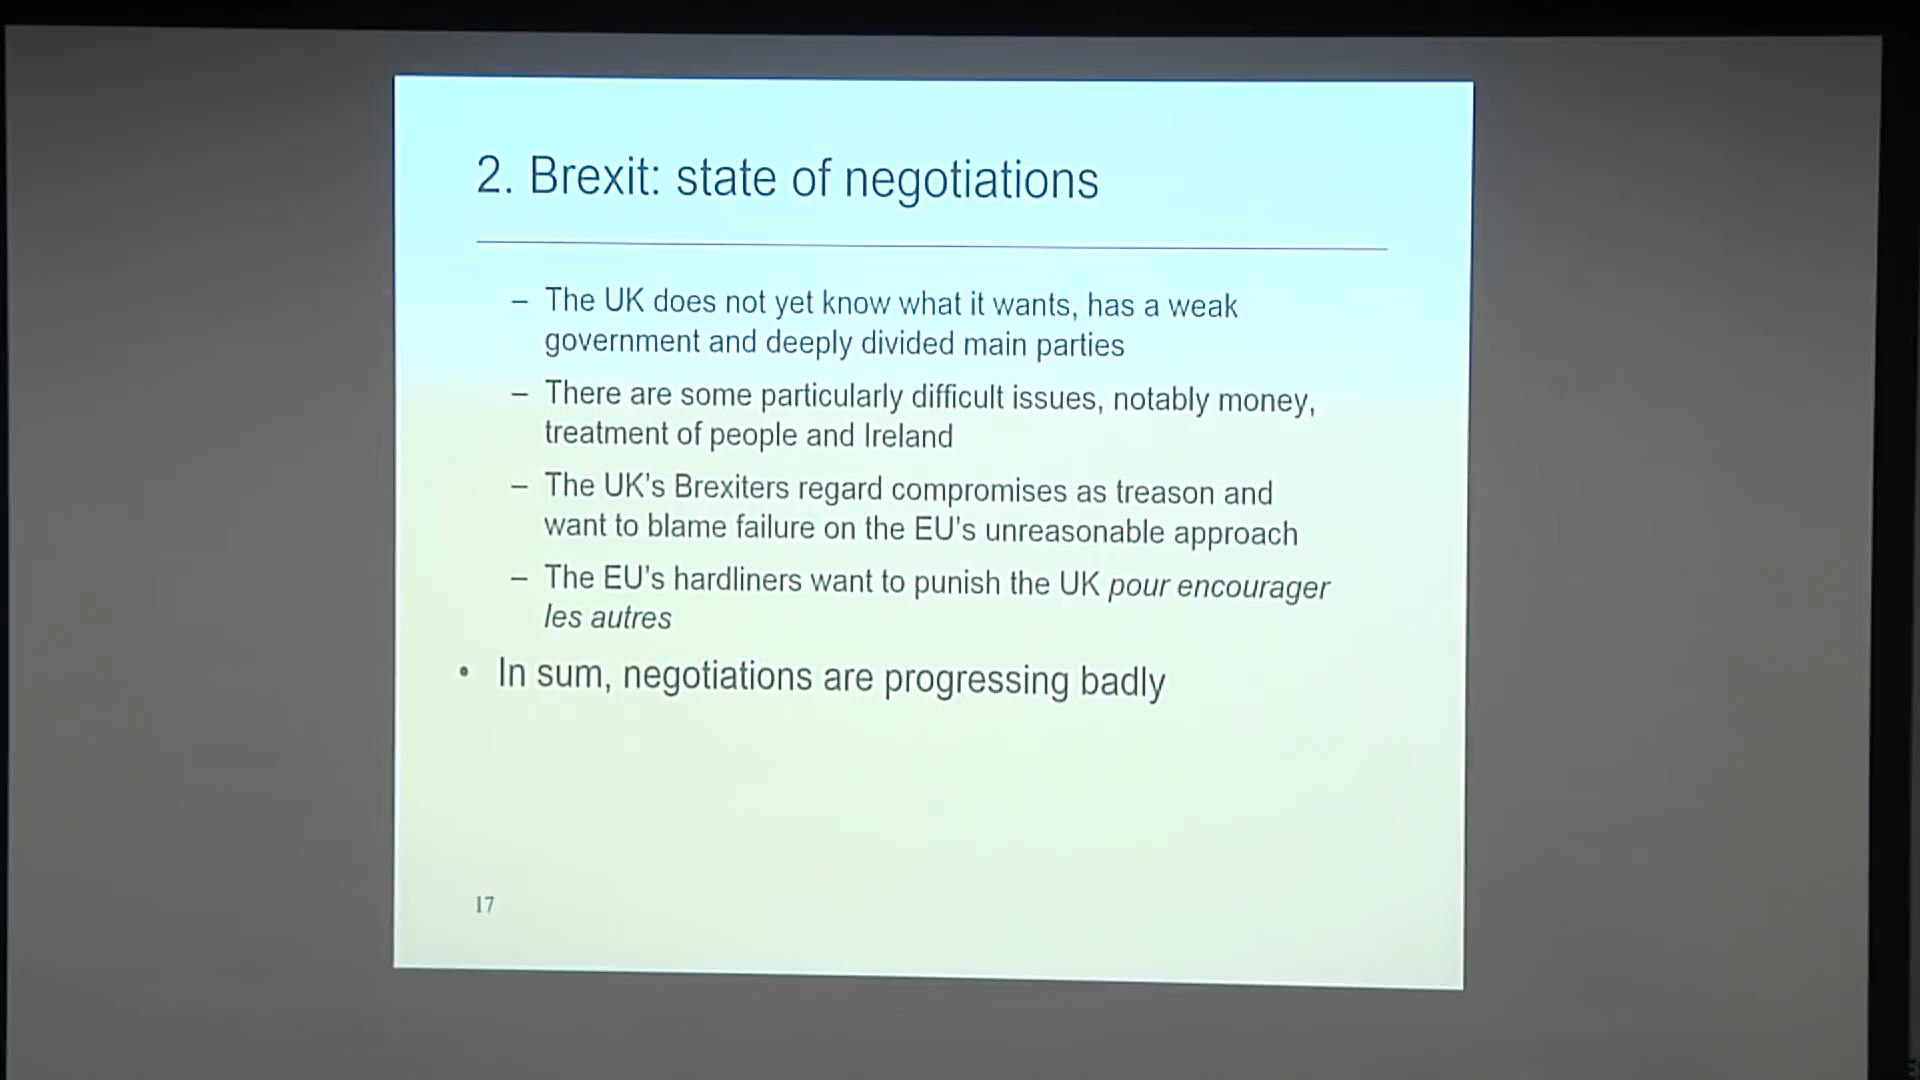 2. Brexit: state of negotiations
– The UK does not yet know what it wants, has a weak
government and deeply divided main parties
– There are some particularly difficult issues, notably money,
treatment of people and Ireland
– The UK’s Brexiters regard compromises as treason and
want to blame failure on the EU's unreasonable approach
– The EU’s hardliners want to punish the UK pour encourager
les autres
• In sum, negotiations are progressing badly
17